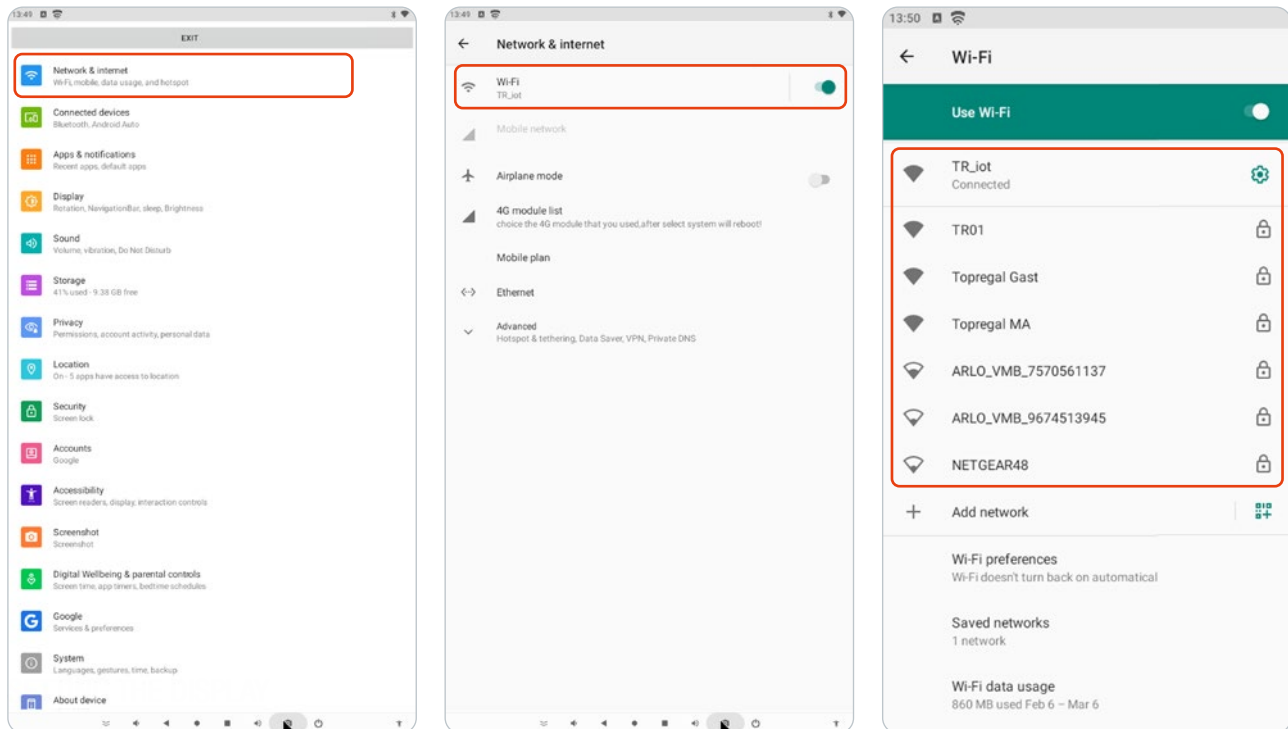 13:49
EXIT
Network & internet
Wi-Fi, mobile, data usage, and hotspot
Connected devices
Bluetooth, Android Auto
Apps & notifications
Recent apps, default apps
Display
Rotation, NavigationBar, sleep, Brightness
Sound
Volume, vibration, Do Not Disturb
Storage
41% used - 9.38 GB free
Privacy
Permissions, account activity, personal data
Location
On - 5 apps have access to location
Security
Screen lock
Accounts
Google
Accessibility
Screen readers, display, interaction controls
Screenshot
Screenshot
Digital Wellbeing & parental controls
Screen time, app timers, bedtime schedules
Google
Services & preferences
System
Languages, gestures, time, backup
About device
13:49
Network & internet
Wi-Fi
TR_iot
Mobile network
Airplane mode
4G module list
choice the 4G module that you used,after select system will reboot!
Mobile plan
Ethernet
Advanced
Hotspot & tethering, Data Saver, VPN, Private DNS
13:50
Wi-Fi
Use Wi-Fi
TR_iot
Connected
TR01
Topregal Gast
Topregal MA
ARLO_VMB_7570561137
ARLO_VMB_9674513945
NETGEAR48
Add network
Wi-Fi preferences
Wi-Fi doesn't turn back on automatical
Saved networks
1 network
Wi-Fi data usage
860 MB used Feb 6 – Mar 6